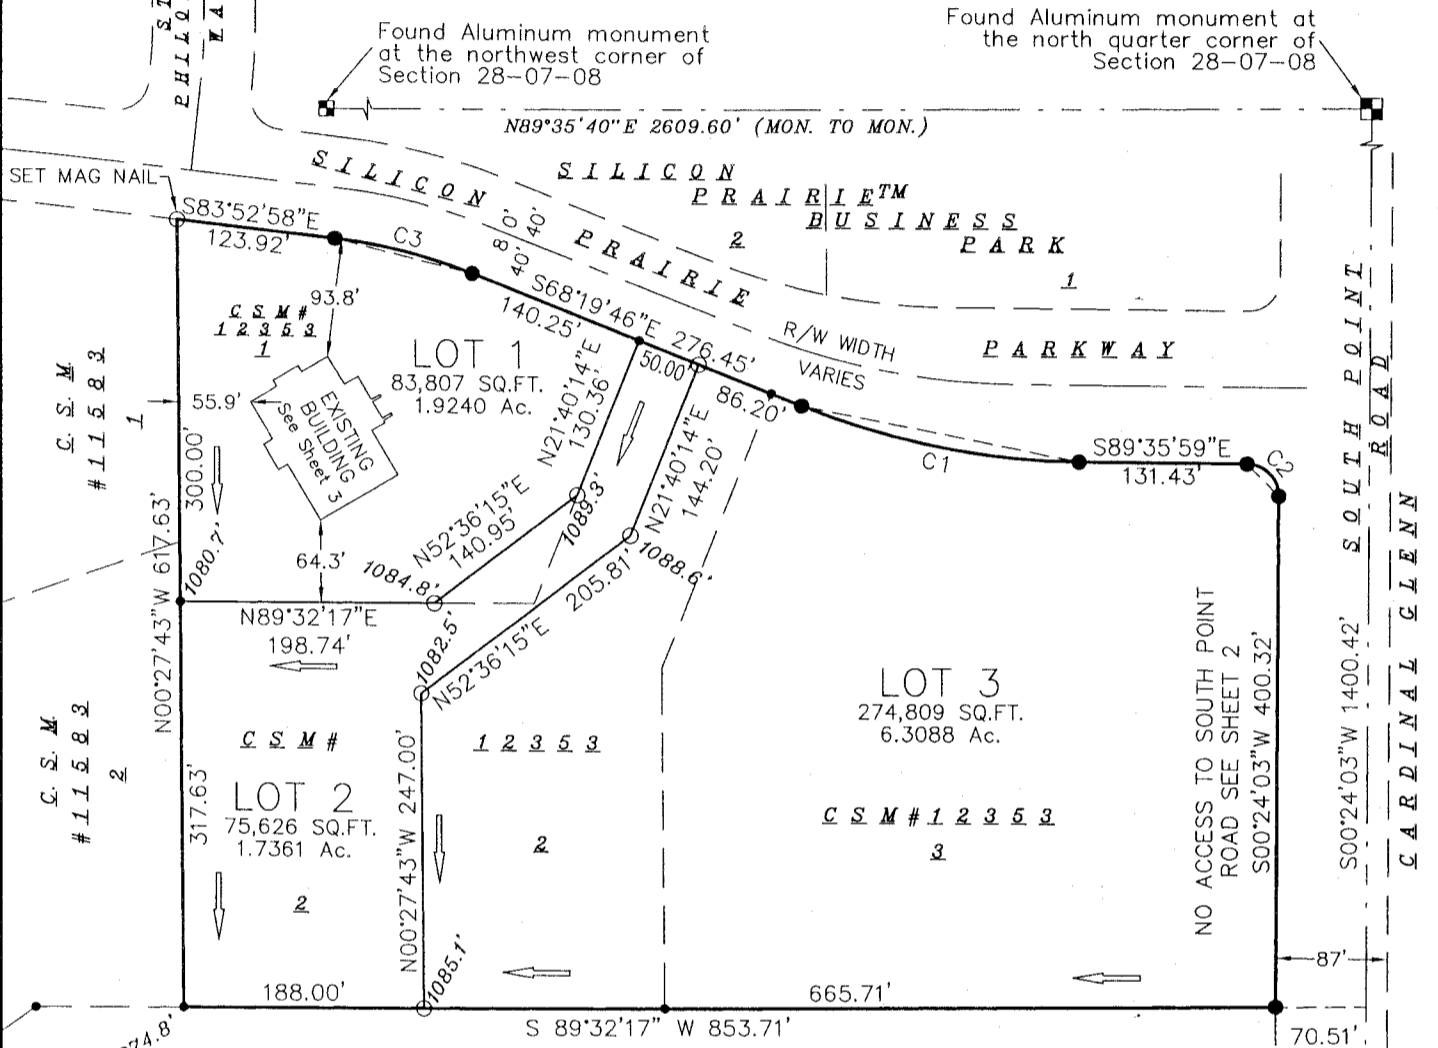 Found Aluminum monument
at the northwest corner of
Section 28–07–08
Found Aluminum monument at
the north quarter corner of
Section 28–07–08
N89°35'40"E 2609.60' (MON. TO MON.)
PHILO
SET MAG NAIL
SILICON PRAIRIE
SILICON
PRAIRIE™
BUSINESS
PARK
2
1
S83°52'58"E
123.92'
C3
8 0'
40' 40'
S68°19'46"E 276.45'
140.25'
50.00'
86.20'
R/W WIDTH
VARIES
PARKWAY
SOUTH POINT
ROAD
CARDINAL GLENN
93.8'
CSM#
12353
1
LOT 1
83,807 SQ.FT.
1.9240 Ac.
55.9'
EXISTING
BUILDING
See Sheet 3
64.3'
C.S.M
#11583
1
300.00'
1080.7'
N00°27'43"W 617.63'
N21°40'14"E
130.36'
1089.3'
N21°40'14"E
144.20'
1088.6'
N52°36'15"E
140.95'
1084.8'
205.81'
N52°36'15"E
1082.5'
N89°32'17"E
198.74'
C1
S89°35'59"E
131.43'
C2
NO ACCESS TO SOUTH POINT
ROAD SEE SHEET 2
S00°24'03"W 400.32'
S00°24'03"W 1400.42'
LOT 3
274,809 SQ.FT.
6.3088 Ac.
CSM#12353
3
C.S.M
#11583
2
CSM#
12353
LOT 2
75,626 SQ.FT.
1.7361 Ac.
2
2
317.63'
N00°27'43"W 247.00'
1085.1'
188.00'
665.71'
S 89°32'17" W 853.71'
87'
70.51'
74.8'